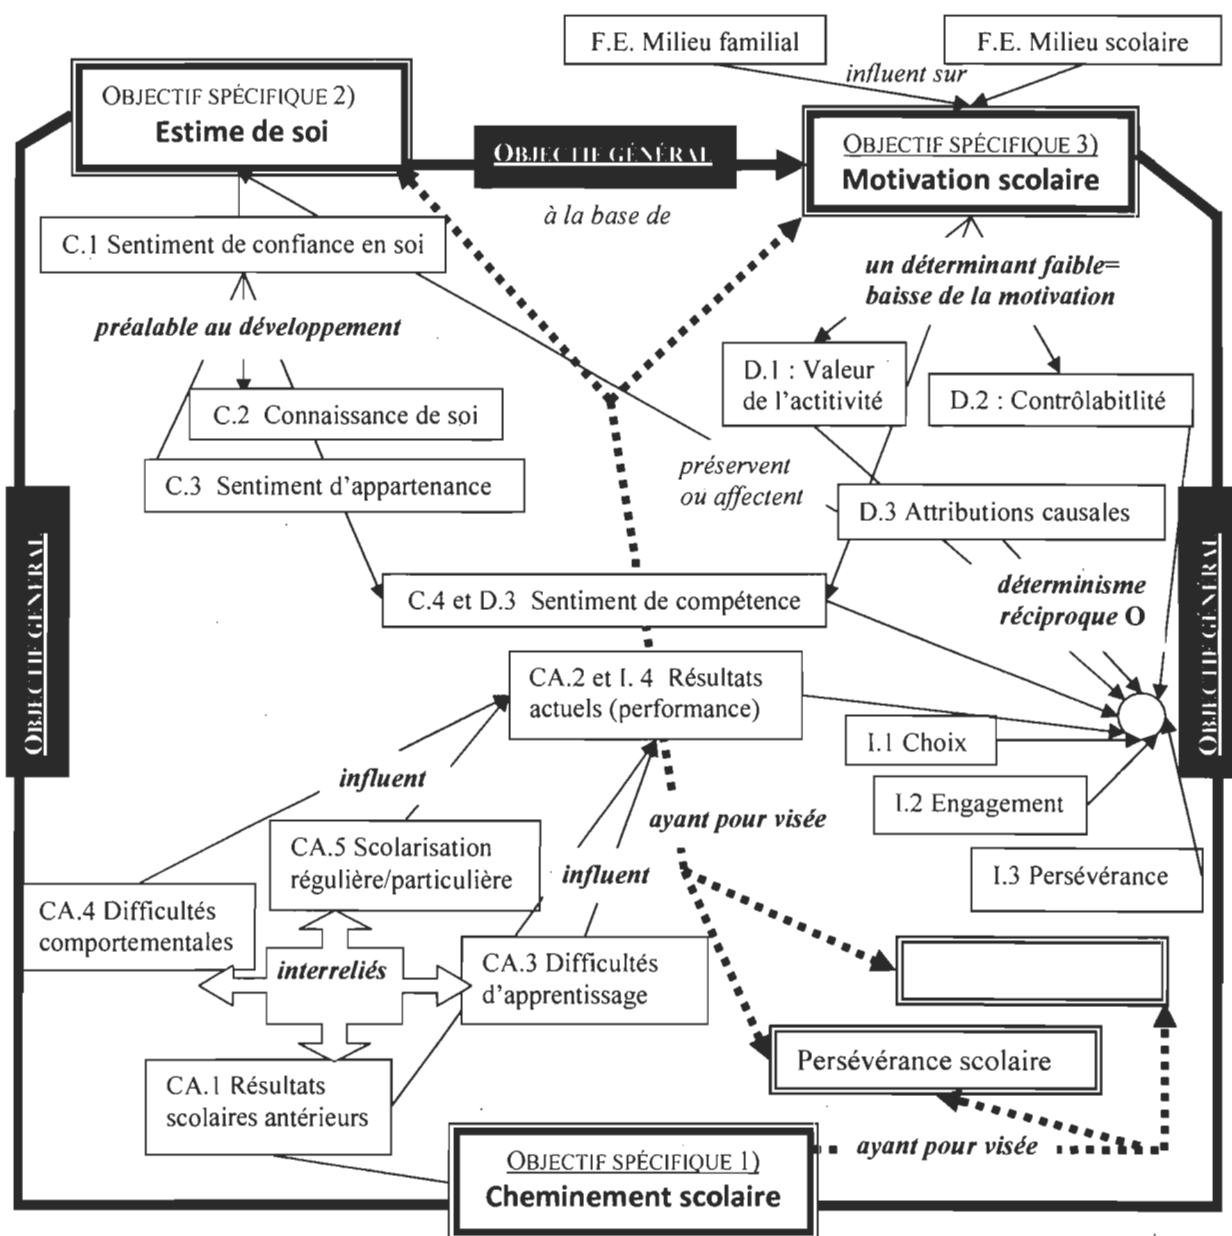 F.E. Milieu familial
F.E. Milieu scolaire
influent sur
OBJECTIF SPÉCIFIQUE 2)
Estime de soi
OBJECTIF GÉNÉRAL
à la base de
OBJECTIF SPÉCIFIQUE 3)
Motivation scolaire
C.1 Sentiment de confiance en soi
un déterminant faible=
baisse de la motivation
préalable au développement
D.1 : Valeur
de l'actitivité
D.2 : Contrôlabitlité
C.2 Connaissance de soi
C.3 Sentiment d'appartenance
préservent
ou affectent
D.3 Attributions causales
OBJECTIF GÉNÉRAL
OBJECTIF GÉNÉRAL
C.4 et D.3 Sentiment de compétence
déterminisme
réciproque O
CA.2 et I. 4 Résultats
actuels (performance)
I.1 Choix
I.2 Engagement
I.3 Persévérance
influent
ayant pour visée
CA.5 Scolarisation
régulière/particulière
influent
CA.4 Difficultés
comportementales
interreliés
CA.3 Difficultés
d'apprentissage
Persévérance scolaire
CA.1 Résultats
scolaires antérieurs
ayant pour visée
OBJECTIF SPÉCIFIQUE 1)
Cheminement scolaire